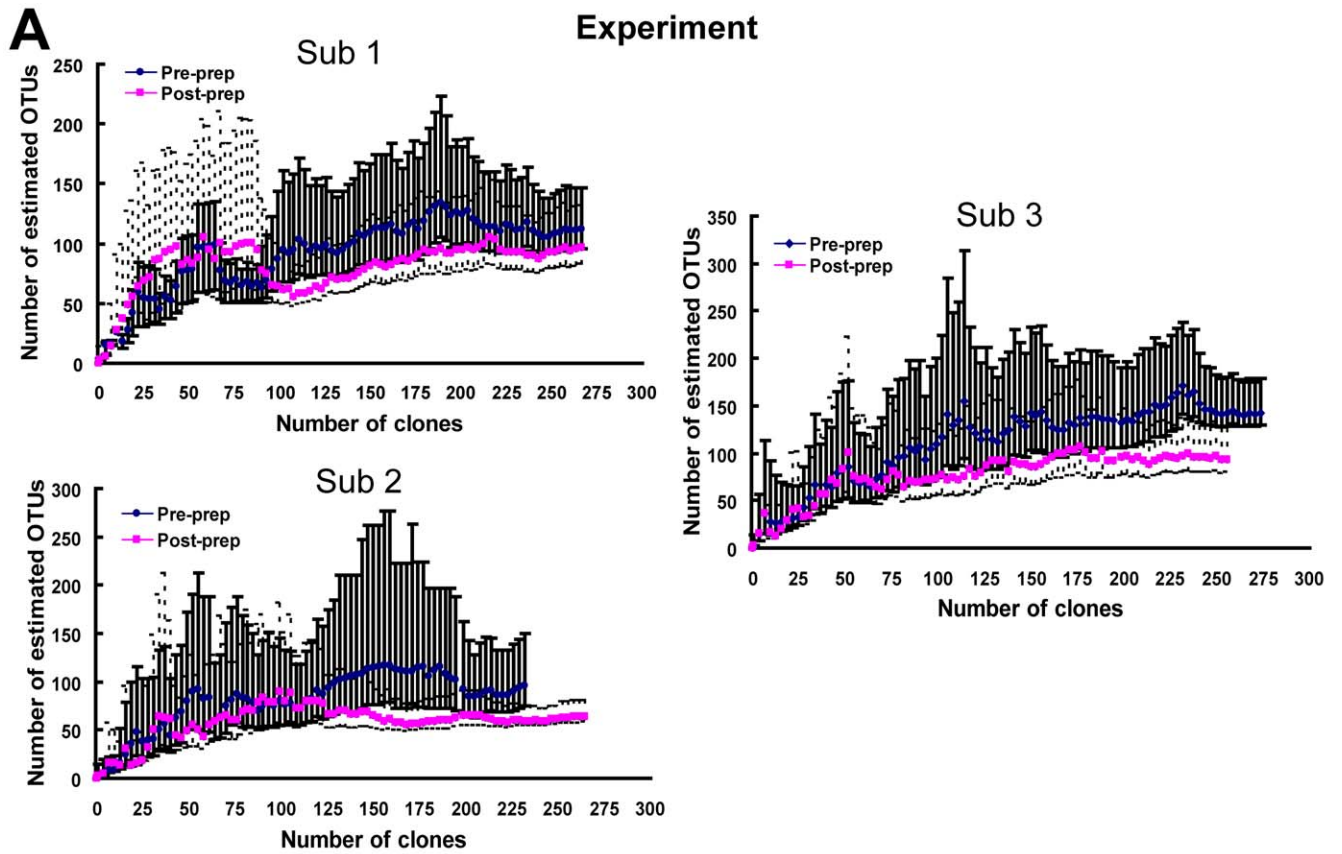 A
Experiment
Sub 1
Pre-prep
Post-prep
Number of estimated OTUs
250
200
150
100
50
0
0 25 50 75 100 125 150 175 200 225 250 275 300
Number of clones
Sub 2
Pre-prep
Post-prep
Number of estimated OTUs
300
250
200
150
100
50
0
0 25 50 75 100 125 150 175 200 225 250 275 300
Number of clones
Sub 3
Pre-prep
Post-prep
Number of estimated OTUs
350
300
250
200
150
100
50
0
0 25 50 75 100 125 150 175 200 225 250 275 300
Number of clones